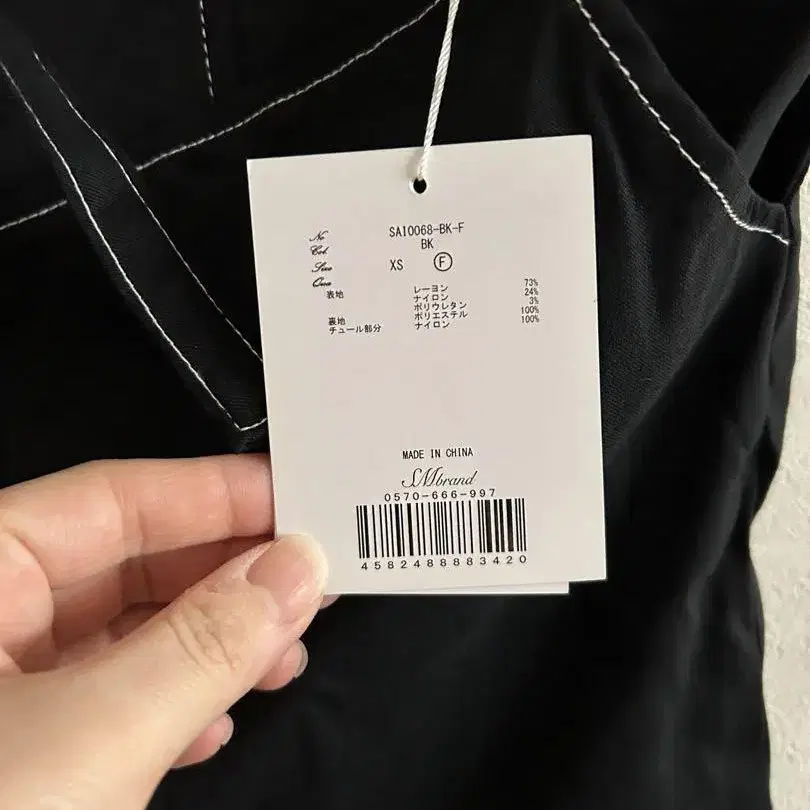 No SA10068-BK-F
Col. BK
Size XS Ⓕ
Qua
表地 レーヨン 73%
ナイロン 24%
ポリウレタン 3%
裏地 ポリエステル 100%
チュール部分 ナイロン 100%
MADE IN CHINA
SMbrand
0570-666-997
4582488883420